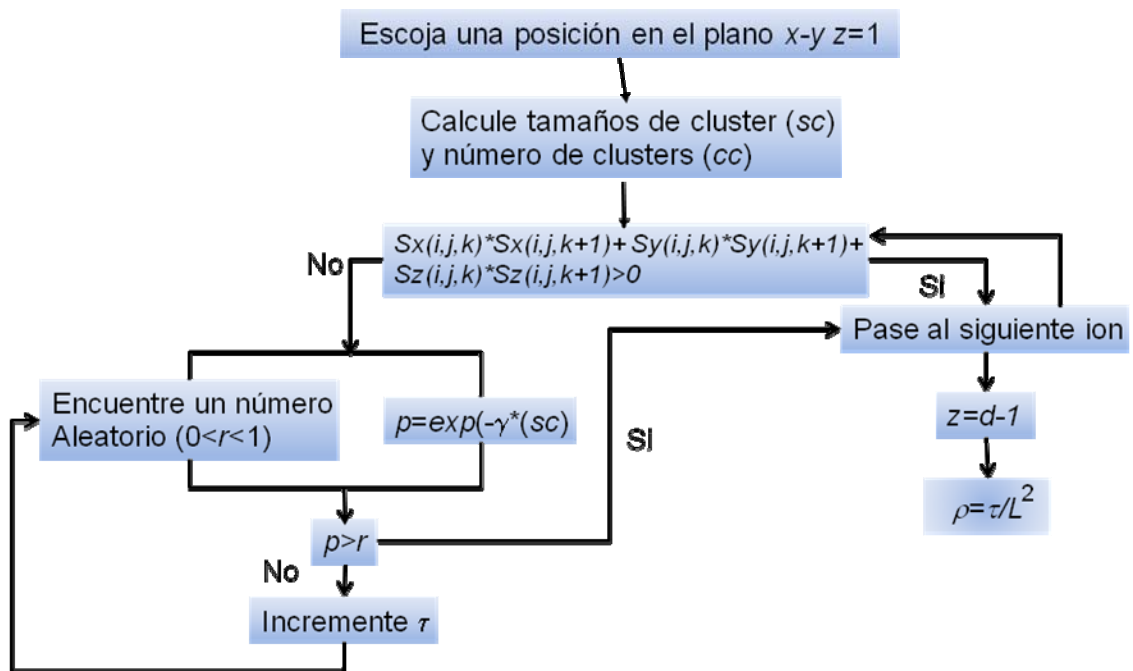 Escoja una posición en el plano x-y z=1
Calcule tamaños de cluster (sc)
y número de clusters (cc)
Sx(i,j,k)*Sx(i,j,k+1)+ Sy(i,j,k)*Sy(i,j,k+1)+
Sz(i,j,k)*Sz(i,j,k+1)>0
No
SI
Pase al siguiente ion
Encuentre un número
Aleatorio (0<r<1)
p=exp(-γ*(sc)
SI
z=d-1
ρ=τ/L²
p>r
No
Incremente τ